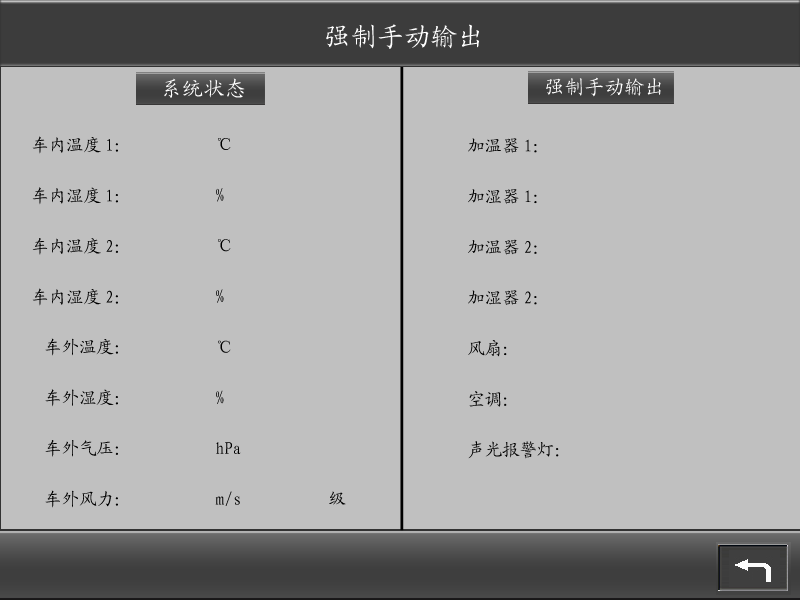 强制手动输出
系统状态
车内温度 1: ℃
车内湿度 1: %
车内温度 2: ℃
车内湿度 2: %
车外温度: ℃
车外湿度: %
车外气压: hPa
车外风力: m/s 级
强制手动输出
加温器 1:
加湿器 1:
加温器 2:
加湿器 2:
风扇:
空调:
声光报警灯: